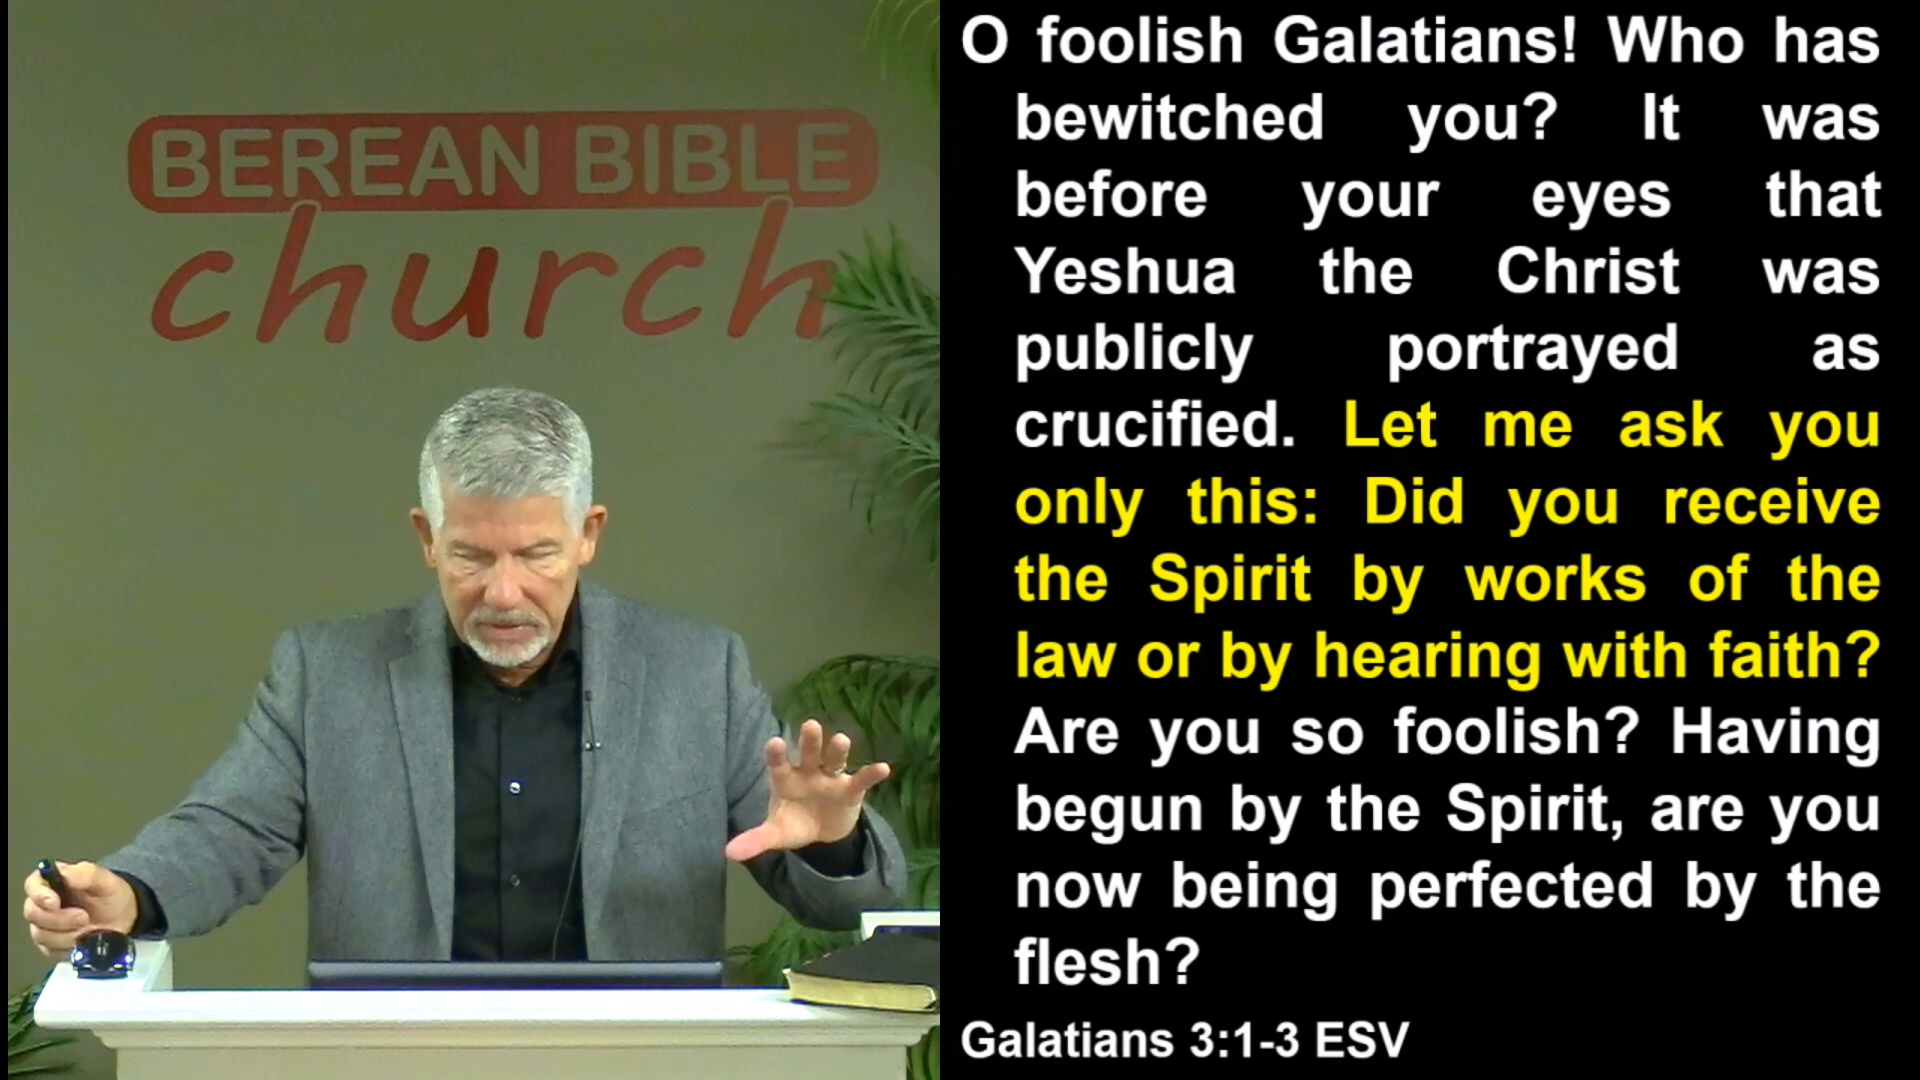 BEREAN BIBLE
church
O foolish Galatians! Who has
bewitched you? It was
before your eyes that
Yeshua the Christ was
publicly portrayed as
crucified. Let me ask you
only this: Did you receive
the Spirit by works of the
law or by hearing with faith?
Are you so foolish? Having
begun by the Spirit, are you
now being perfected by the
flesh?
Galatians 3:1-3 ESV